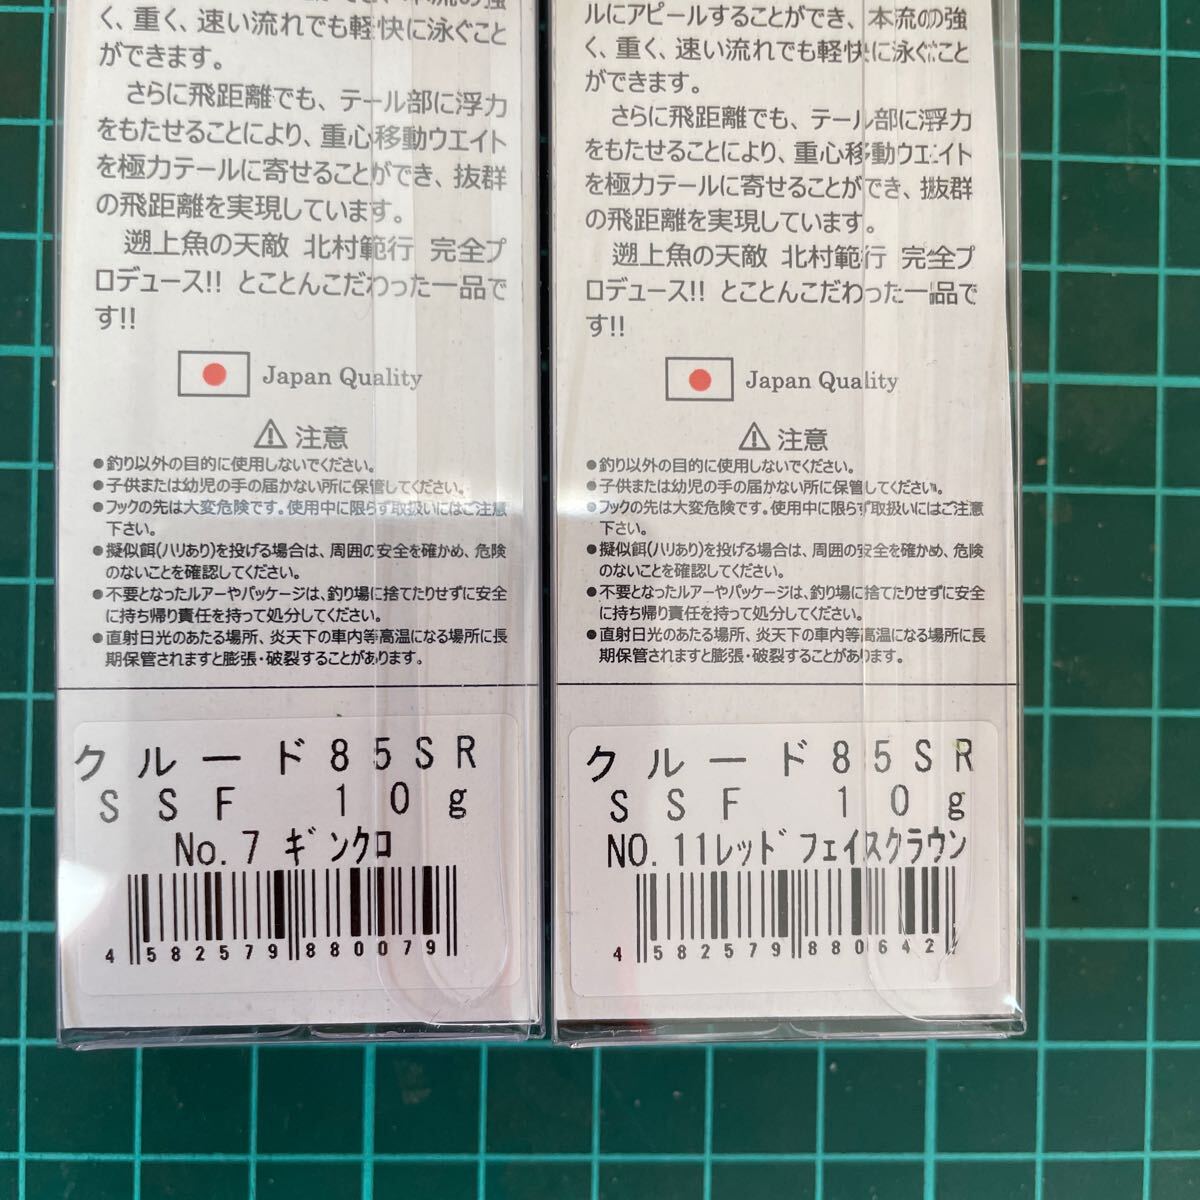 く、重く、速い流れでも軽快に泳ぐこと
ができます。
さらに飛距離でも、テール部に浮力
をもたせることにより、重心移動ウエイト
を極力テールに寄せることができ、抜群
の飛距離を実現しています。
遡上魚の天敵 北村範行 完全プ
ロデュース!! とことんこだわった一品で
す!!
Japan Quality
注意
●釣り以外の目的に使用しないでください。
●子供または幼児の手の届かない所に保管してください。
●フックの先は大変危険です。使用中に限らず取扱いにはご注意
下さい。
●擬似餌(ハリあり)を投げる場合は、周囲の安全を確かめ、危険
のないことを確認してください。
●不要となったルアーやパッケージは、釣り場に捨てたりせずに安全
に持ち帰り責任を持って処分してください。
●直射日光のあたる場所、炎天下の車内等高温になる場所に長
期保管されますと膨張・破裂することがあります。
クルード85SR
SSF 10g
No.7 ギンクロ
4 582579 880079
ルにアピールすることができ、本流の強
く、重く、速い流れでも軽快に泳ぐこと
ができます。
さらに飛距離でも、テール部に浮力
をもたせることにより、重心移動ウエイト
を極力テールに寄せることができ、抜群
の飛距離を実現しています。
遡上魚の天敵 北村範行 完全プ
ロデュース!! とことんこだわった一品で
す!!
Japan Quality
注意
●釣り以外の目的に使用しないでください。
●子供または幼児の手の届かない所に保管してください。
●フックの先は大変危険です。使用中に限らず取扱いにはご注意
下さい。
●擬似餌(ハリあり)を投げる場合は、周囲の安全を確かめ、危険
のないことを確認してください。
●不要となったルアーやパッケージは、釣り場に捨てたりせずに安全
に持ち帰り責任を持って処分してください。
●直射日光のあたる場所、炎天下の車内等高温になる場所に長
期保管されますと膨張・破裂することがあります。
クルード85SR
SSF 10g
NO.11レッドフェイスクラウン
4 582579 880642